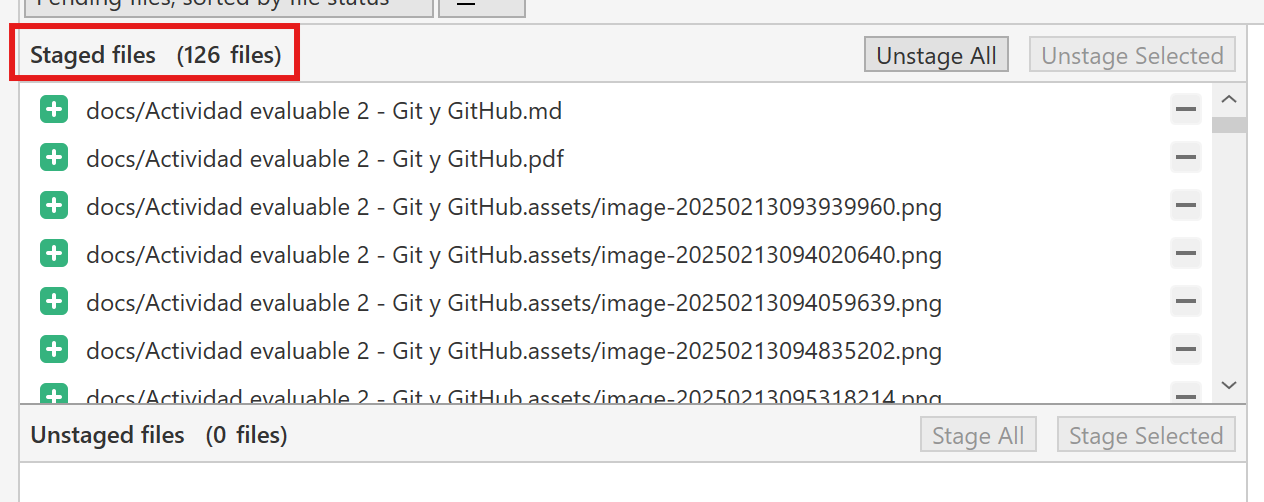 Pending files, sorted by file status
Staged files (126 files)
Unstage All
Unstage Selected
docs/Actividad evaluable 2 - Git y GitHub.md
docs/Actividad evaluable 2 - Git y GitHub.pdf
docs/Actividad evaluable 2 - Git y GitHub.assets/image-20250213093939960.png
docs/Actividad evaluable 2 - Git y GitHub.assets/image-20250213094020640.png
docs/Actividad evaluable 2 - Git y GitHub.assets/image-20250213094059639.png
docs/Actividad evaluable 2 - Git y GitHub.assets/image-20250213094835202.png
docs/Actividad evaluable 2 - Git y GitHub.assets/image-20250213095318214.png
Unstaged files (0 files)
Stage All
Stage Selected